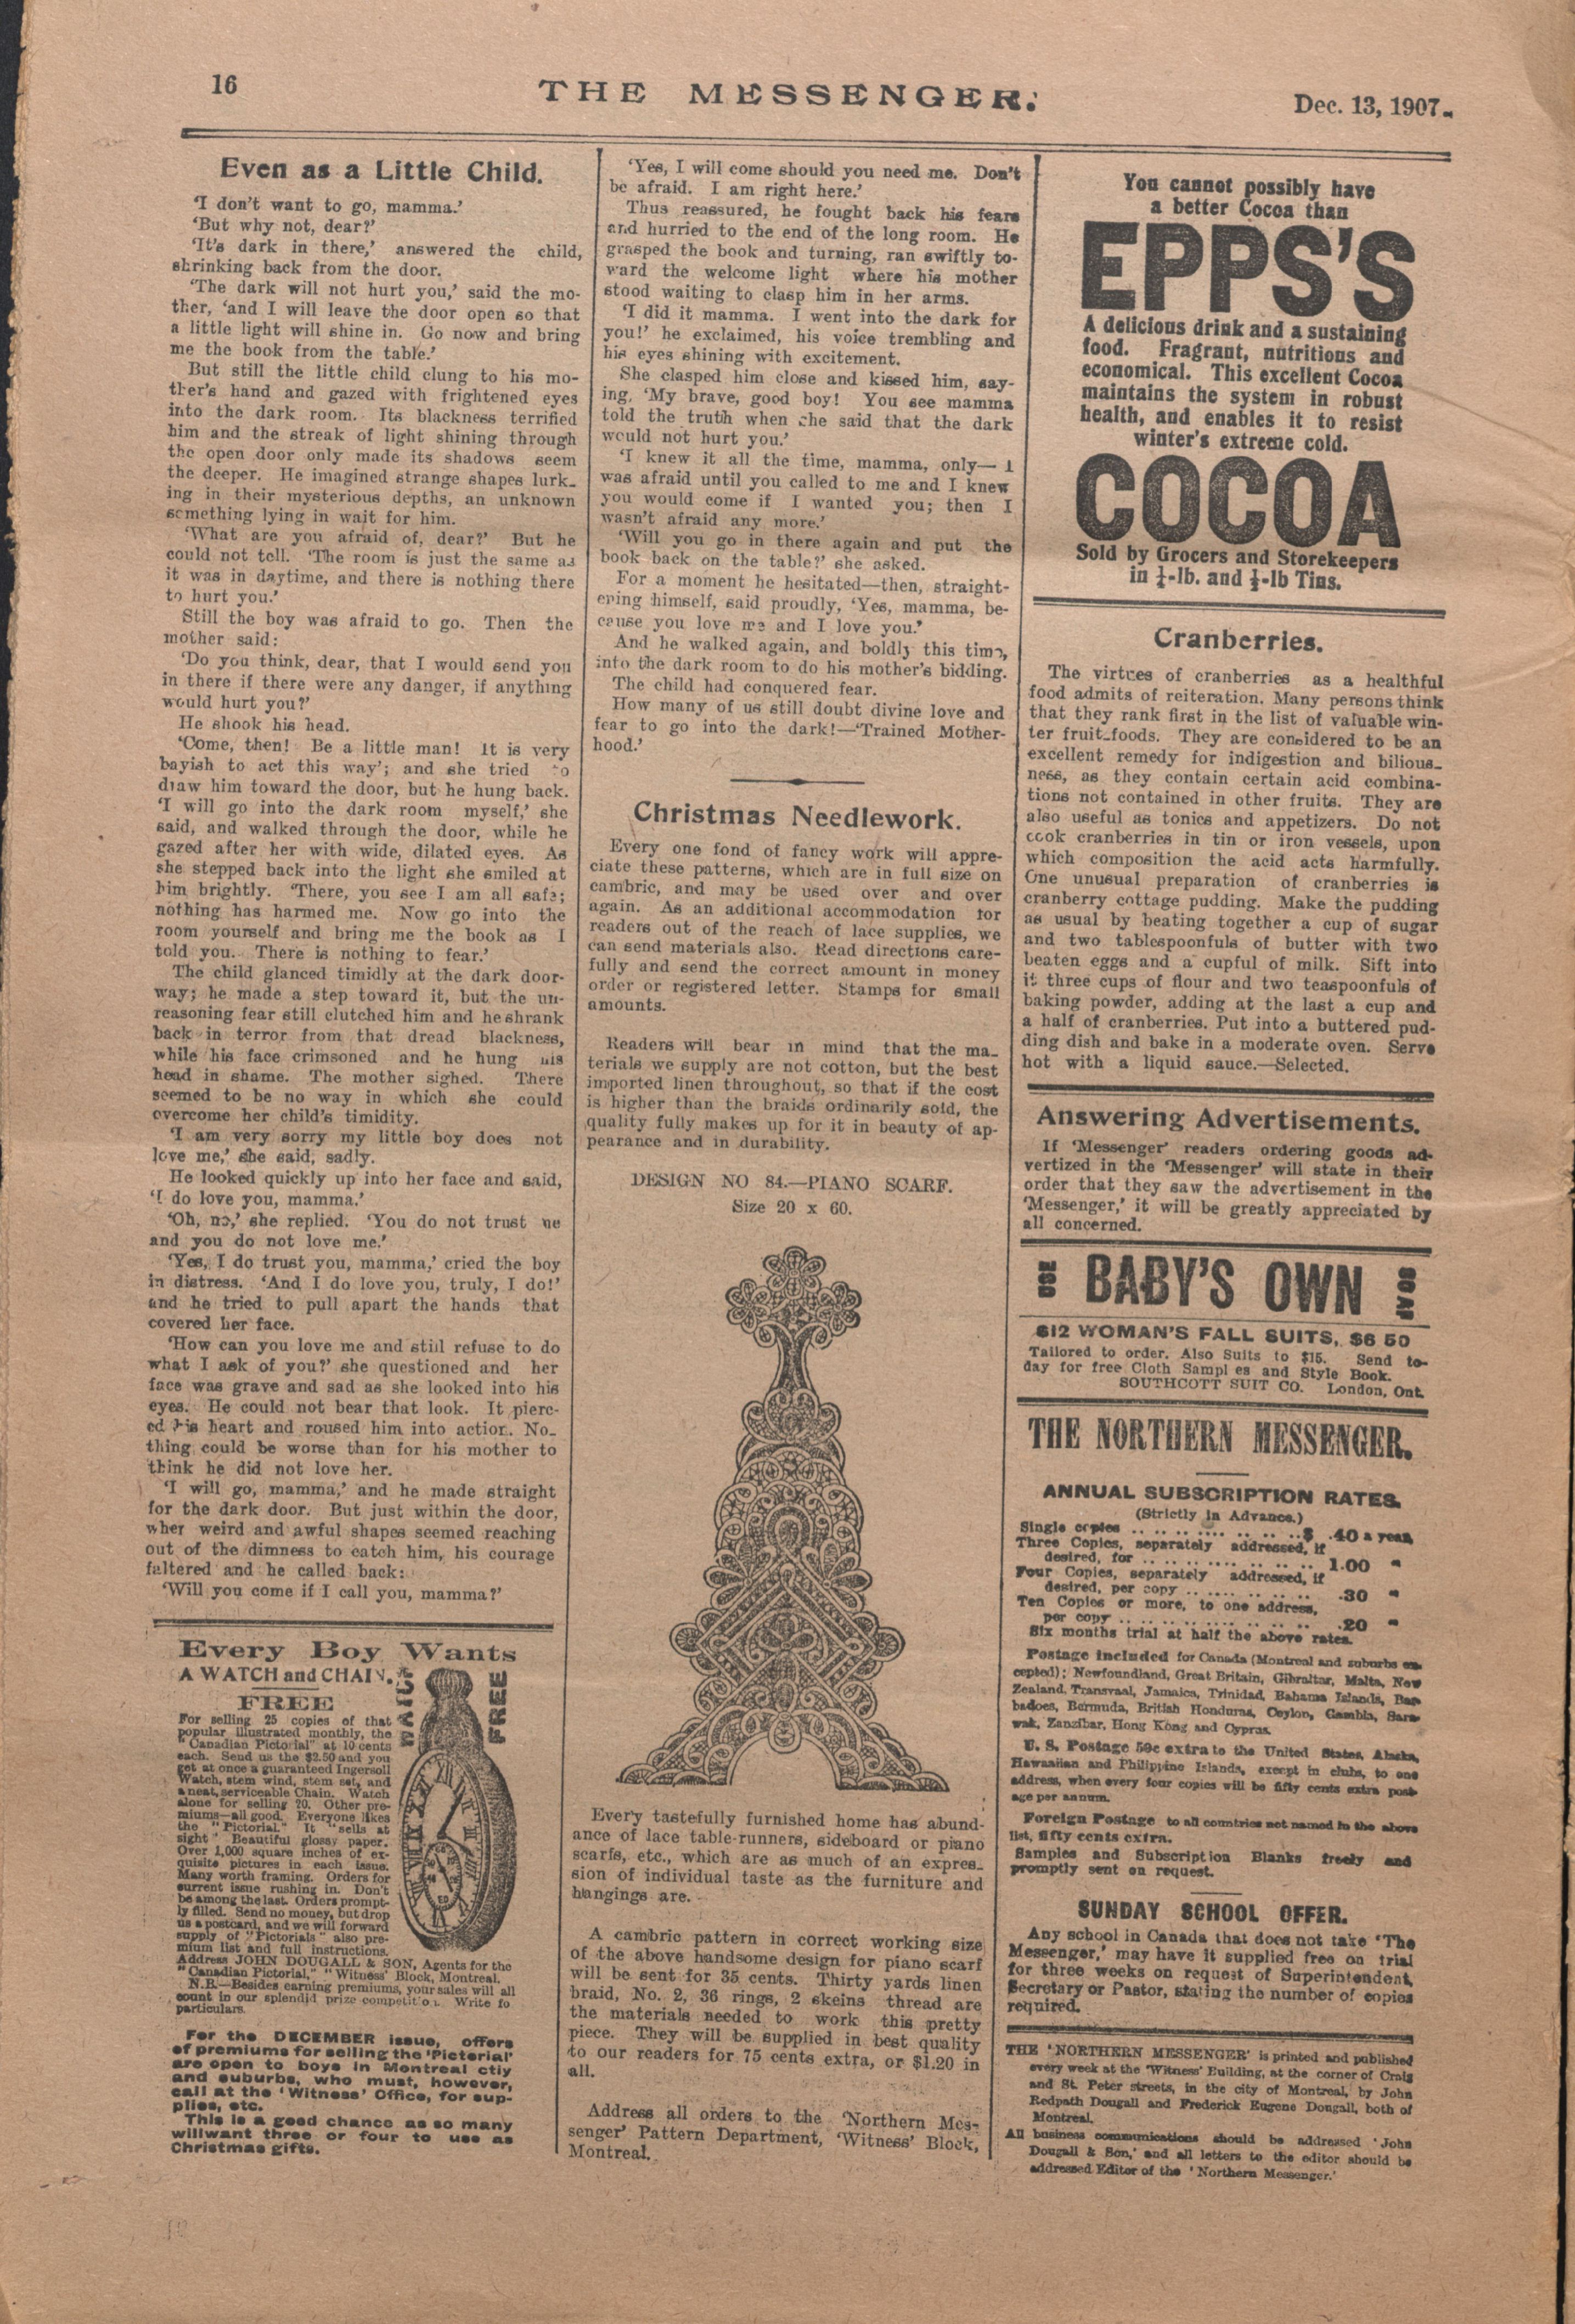 16
THE MESSENGER.
Dec. 13, 1907.
Even as a Little Child.
'I don't want to go, mamma.'
'But why not, dear?'
'It's dark in there,' answered the child,
shrinking back from the door.
'The dark will not hurt you,' said the mo-
ther, 'and I will leave the door open so that
a little light will shine in. Go now and bring
me the book from the table.'
But still the little child clung to his mo-
ther's hand and gazed with frightened eyes
into the dark room. Its blackness terrified
him and the streak of light shining through
the open door only made its shadows seem
the deeper. He imagined strange shapes lurk-
ing in their mysterious depths, an unknown
something lying in wait for him.
'What are you afraid of, dear?' But he
could not tell. 'The room is just the same as
it was in daytime, and there is nothing there
to hurt you.'
Still the boy was afraid to go. Then the
mother said:
'Do you think, dear, that I would send you
in there if there were any danger, if anything
would hurt you?'
He shook his head.
'Come, then! Be a little man! It is very
bayish to act this way'; and she tried to
draw him toward the door, but he hung back.
'I will go into the dark room myself,' she
said, and walked through the door, while he
gazed after her with wide, dilated eyes. As
she stepped back into the light she smiled at
him brightly. 'There, you see I am all safe;
nothing has harmed me. Now go into the
room yourself and bring me the book as I
told you. There is nothing to fear.'
The child glanced timidly at the dark door-
way; he made a step toward it, but the un-
reasoning fear still clutched him and he shrank
back in terror from that dread blackness,
while his face crimsoned and he hung his
head in shame. The mother sighed. There
seemed to be no way in which she could
overcome her child's timidity.
'I am very sorry my little boy does not
love me,' she said, sadly.
He looked quickly up into her face and said,
'I do love you, mamma.'
'Oh, no,' she replied. 'You do not trust me
and you do not love me.'
'Yes, I do trust you, mamma,' cried the boy
in distress. 'And I do love you, truly, I do!'
and he tried to pull apart the hands that
covered her face.
'How can you love me and still refuse to do
what I ask of you?' she questioned and her
face was grave and sad as she looked into his
eyes. He could not bear that look. It pierc-
ed his heart and roused him into action. No-
thing could be worse than for his mother to
think he did not love her.
'I will go, mamma,' and he made straight
for the dark door. But just within the door,
wher weird and awful shapes seemed reaching
out of the dimness to catch him, his courage
faltered and he called back:
'Will you come if I call you, mamma?'
Every Boy Wants
A WATCH and CHAIN.
FREE
WATCH
FREE
For selling 25 copies of that
popular illustrated monthly, the
"Canadian Pictorial" at 10 cents
each. Send us the $2.50 and you
get at once a guaranteed Ingersoll
Watch, stem wind, stem set, and
a neat, serviceable Chain. Watch
alone for selling 20. Other pre-
miums—all good. Everyone likes
the "Pictorial." It "sells at
sight" Beautiful glossy paper.
Over 1,000 square inches of ex-
quisite pictures in each issue.
Many worth framing. Orders for
current issue rushing in. Don't
be among the last. Orders prompt-
ly filled. Send no money, but drop
us a postcard, and we will forward
supply of "Pictorials" also pre-
mium list and full instructions.
Address JOHN DOUGALL & SON, Agents for the
"Canadian Pictorial," "Witness' Block, Montreal.
N.B.—Besides earning premiums, your sales will all
count in our splendid prize competition. Write fo
particulars.
For the DECEMBER issue, offers
of premiums for selling the 'Pictorial'
are open to boys in Montreal ctiy
and suburbs, who must, however,
call at the 'Witness' Office, for sup-
plies, etc.
This is a good chance as so many
willwant three or four to use as
Christmas gifts.
'Yes, I will come should you need me. Don't
be afraid. I am right here.'
Thus reassured, he fought back his fears
and hurried to the end of the long room. He
grasped the book and turning, ran swiftly to-
ward the welcome light where his mother
stood waiting to clasp him in her arms.
'I did it mamma. I went into the dark for
you!' he exclaimed, his voice trembling and
his eyes shining with excitement.
She clasped him close and kissed him, say-
ing, 'My brave, good boy! You see mamma
told the truth when she said that the dark
would not hurt you.'
'I knew it all the time, mamma, only— I
was afraid until you called to me and I knew
you would come if I wanted you; then I
wasn't afraid any more.'
'Will you go in there again and put the
book back on the table?' she asked.
For a moment he hesitated—then, straight-
ening himself, said proudly, 'Yes, mamma, be-
cause you love me and I love you.'
And he walked again, and boldly this time,
into the dark room to do his mother's bidding.
The child had conquered fear.
How many of us still doubt divine love and
fear to go into the dark!—'Trained Mother-
hood.'
Christmas Needlework.
Every one fond of fancy work will appre-
ciate these patterns, which are in full size on
cambric, and may be used over and over
again. As an additional accommodation for
readers out of the reach of lace supplies, we
can send materials also. Read directions care-
fully and send the correct amount in money
order or registered letter. Stamps for small
amounts.
Readers will bear in mind that the ma-
terials we supply are not cotton, but the best
imported linen throughout, so that if the cost
is higher than the braids ordinarily sold, the
quality fully makes up for it in beauty of ap-
pearance and in durability.
DESIGN NO 84.—PIANO SCARF.
Size 20 x 60.
Every tastefully furnished home has abund-
ance of lace table-runners, sideboard or piano
scarfs, etc., which are as much of an expres-
sion of individual taste as the furniture and
hangings are.
A cambric pattern in correct working size
of the above handsome design for piano scarf
will be sent for 35 cents. Thirty yards linen
braid, No. 2, 36 rings, 2 skeins thread are
the materials needed to work this pretty
piece. They will be supplied in best quality
to our readers for 75 cents extra, or $1.20 in
all.
Address all orders to the 'Northern Mes-
senger' Pattern Department, 'Witness' Block,
Montreal.
You cannot possibly have
a better Cocoa than
EPPS'S
A delicious drink and a sustaining
food. Fragrant, nutritious and
economical. This excellent Cocoa
maintains the system in robust
health, and enables it to resist
winter's extreme cold.
COCOA
Sold by Grocers and Storekeepers
in ¼-lb. and ½-lb Tins.
Cranberries.
The virtues of cranberries as a healthful
food admits of reiteration. Many persons think
that they rank first in the list of valuable win-
ter fruit-foods. They are considered to be an
excellent remedy for indigestion and bilious-
ness, as they contain certain acid combina-
tions not contained in other fruits. They are
also useful as tonics and appetizers. Do not
cook cranberries in tin or iron vessels, upon
which composition the acid acts harmfully.
One unusual preparation of cranberries is
cranberry cottage pudding. Make the pudding
as usual by beating together a cup of sugar
and two tablespoonfuls of butter with two
beaten eggs and a cupful of milk. Sift into
it three cups of flour and two teaspoonfuls of
baking powder, adding at the last a cup and
a half of cranberries. Put into a buttered pud-
ding dish and bake in a moderate oven. Serve
hot with a liquid sauce.—Selected.
Answering Advertisements.
If 'Messenger' readers ordering goods ad-
vertized in the 'Messenger' will state in their
order that they saw the advertisement in the
'Messenger,' it will be greatly appreciated by
all concerned.
USE BABY'S OWN SOAP
$12 WOMAN'S FALL SUITS, $6 50
Tailored to order. Also Suits to $15. Send to-
day for free Cloth Sampl es and Style Book.
SOUTHCOTT SUIT CO. London, Ont.
THE NORTHERN MESSENGER.
ANNUAL SUBSCRIPTION RATES.
(Strictly in Advance.)
Single copies .. .. .. .... .. .. ..$ .40 a year,
Three Copies, separately addressed, if
desired, for .. .. .. .... .. .. .. 1.00 "
Four Copies, separately addressed, if
desired, per copy .. .. .. .. .. .. .30 "
Ten Copies or more, to one address,
per copy .. .. .. .. .... .. .. .. .20 "
Six months trial at half the above rates.
Postage included for Canada (Montreal and suburbs ex-
cepted); Newfoundland, Great Britain, Gibraltar, Malta, New
Zealand, Transvaal, Jamaica, Trinidad, Bahama Islands, Bar-
badoes, Bermuda, British Honduras, Ceylon, Gambia, Sara-
wak, Zanzibar, Hong Kong and Cyprus.
U. S. Postage 50c extra to the United States, Alaska,
Hawaiian and Philippine Islands, except in clubs, to one
address, when every four copies will be fifty cents extra post-
age per annum.
Foreign Postage to all countries not named in the above
list, fifty cents extra.
Samples and Subscription Blanks freely and
promptly sent on request.
SUNDAY SCHOOL OFFER.
Any school in Canada that does not take 'The
Messenger,' may have it supplied free on trial
for three weeks on request of Superintendent,
Secretary or Pastor, stating the number of copies
required.
THE 'NORTHERN MESSENGER' is printed and published
every week at the 'Witness' Building, at the corner of Craig
and St. Peter streets, in the city of Montreal, by John
Redpath Dougall and Frederick Eugene Dougall, both of
Montreal.
All business communications should be addressed 'John
Dougall & Son,' and all letters to the editor should be
addressed Editor of the 'Northern Messenger.'